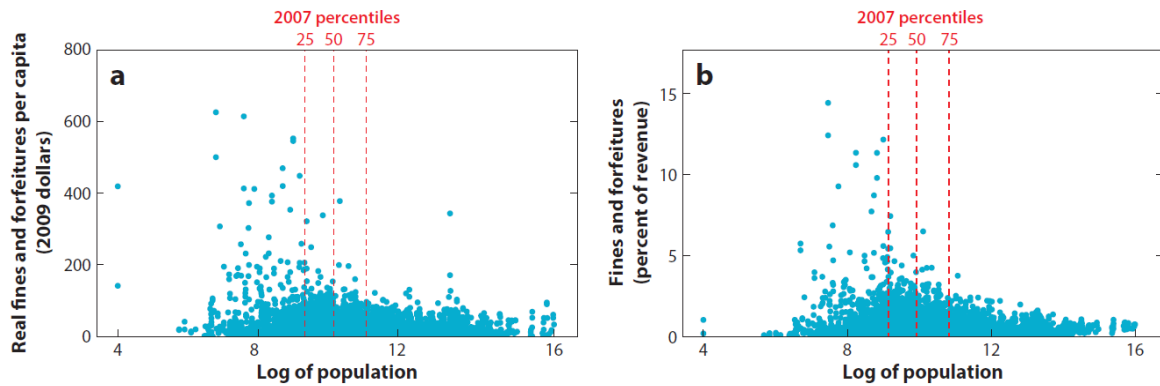 2007 percentiles
25 50 75
800
600
400
200
0
a
Real fines and forfeitures per capita
(2009 dollars)
4 8 12 16
Log of population
2007 percentiles
25 50 75
15
10
5
0
b
Fines and forfeitures
(percent of revenue)
4 8 12 16
Log of population